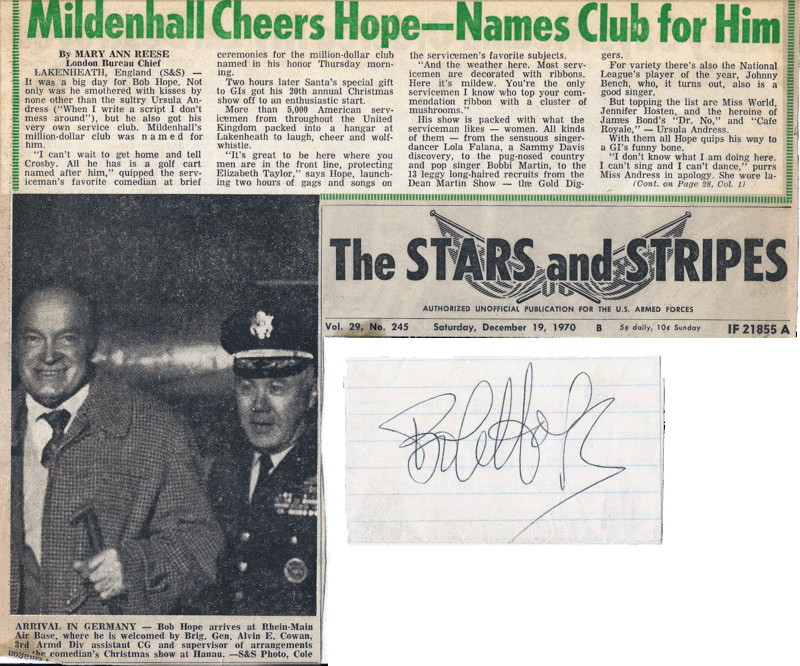 Mildenhall Cheers Hope—Names Club for Him
By MARY ANN REESE
London Bureau Chief
LAKENHEATH, England (S&S) —
It was a big day for Bob Hope. Not
only was he smothered with kisses by
none other than the sultry Ursula An-
dress ("When I write a script I don't
mess around"), but he also got his
very own service club. Mildenhall's
million-dollar club was named for
him.
"I can't wait to get home and tell
Crosby. All he has is a golf cart
named after him," quipped the serv-
iceman's favorite comedian at brief
ceremonies for the million-dollar club
named in his honor Thursday morn-
ing.
Two hours later Santa's special gift
to GIs got his 20th annual Christmas
show off to an enthusiastic start.
More than 5,000 American serv-
icemen from throughout the United
Kingdom packed into a hangar at
Lakenheath to laugh, cheer and wolf-
whistle.
"It's great to be here where you
men are in the front line, protecting
Elizabeth Taylor," says Hope, launch-
ing two hours of gags and songs on
the servicemen's favorite subjects.
"And the weather here. Most serv-
icemen are decorated with ribbons.
Here it's mildew. You're the only
servicemen I know who top your com-
mendation ribbon with a cluster of
mushrooms."
His show is packed with what the
serviceman likes — women. All kinds
of them — from the sensuous singer-
dancer Lola Falana, a Sammy Davis
discovery, to the pug-nosed country
and pop singer Bobbi Martin, to the
13 leggy long-haired recruits from the
Dean Martin Show — the Gold Dig-
gers.
For variety there's also the National
League's player of the year, Johnny
Bench, who, it turns out, also is a
good singer.
But topping the list are Miss World,
Jennifer Hosten, and the heroine of
James Bond's "Dr. No," and "Cafe
Royale," — Ursula Andress.
With them all Hope quips his way to
a GI's funny bone.
"I don't know what I am doing here.
I can't sing and I can't dance," purrs
Miss Andress in apology. She wore la-
(Cont. on Page 28, Col. 1)
The STARS and STRIPES
AUTHORIZED UNOFFICIAL PUBLICATION FOR THE U.S. ARMED FORCES
Vol. 29, No. 245 Saturday, December 19, 1970 B 5¢ daily, 10¢ Sunday IF 21855 A
Bob Hope
ARRIVAL IN GERMANY — Bob Hope arrives at Rhein-Main
Air Base, where he is welcomed by Brig. Gen. Alvin E. Cowan,
3rd Armd Div assistant CG and supervisor of arrangements
the comedian's Christmas show at Hanau. —S&S Photo, Cole